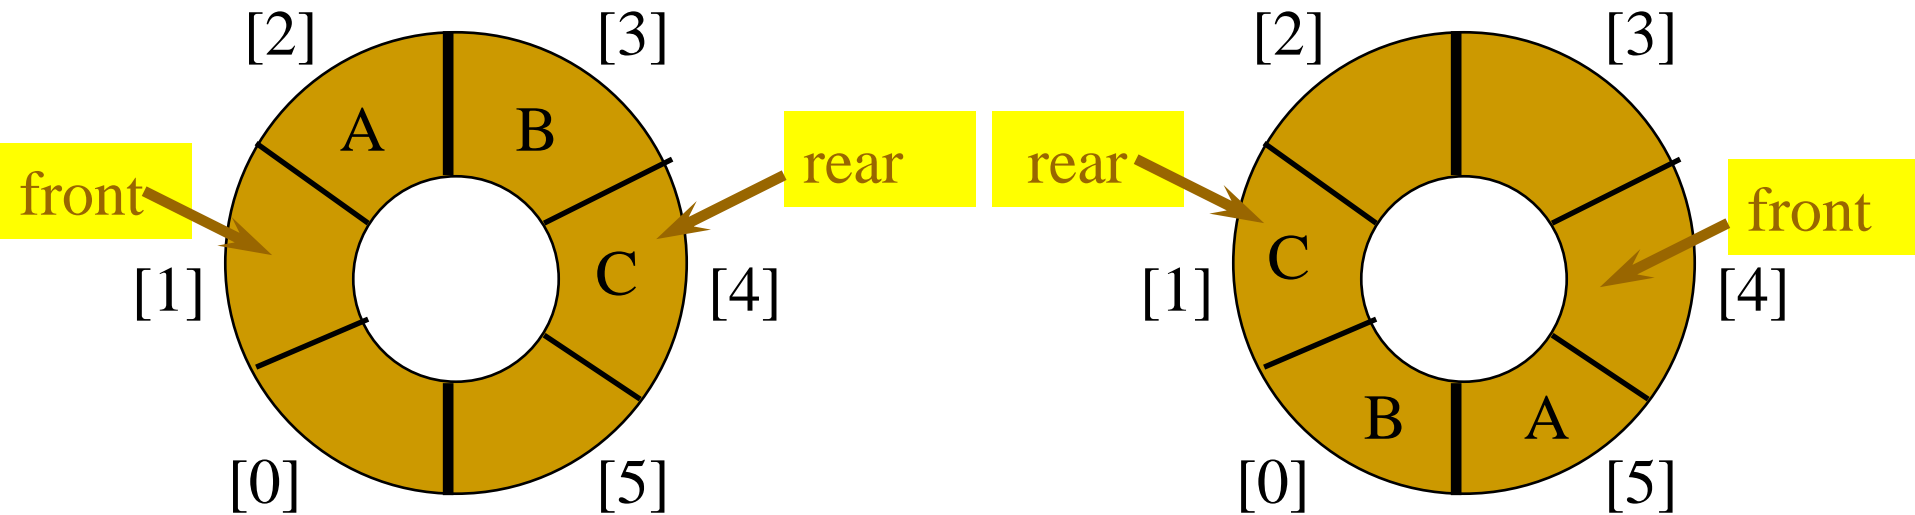 [2] [3] [2] [3]
A B
rear rear
front front
C C
[1] [4] [1] [4]
B A
[0] [5] [0] [5]